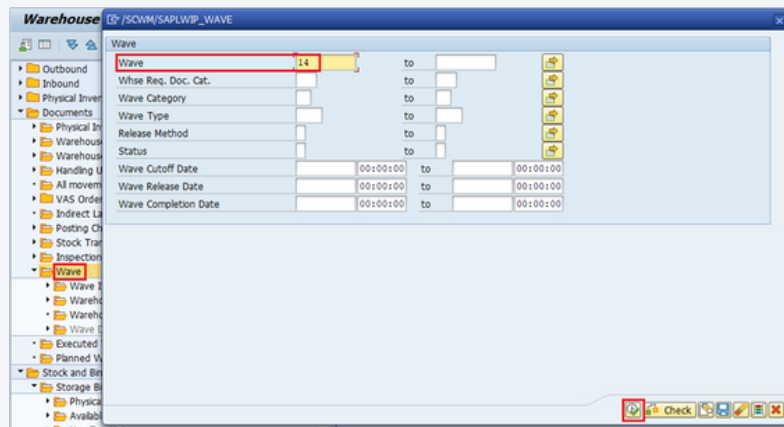 Warehouse
/SCWM/SAPLWIP_WAVE
Wave
Wave 14 to
Whse Req. Doc. Cat. to
Wave Category to
Wave Type to
Release Method to
Status to
Wave Cutoff Date 00:00:00 to 00:00:00
Wave Release Date 00:00:00 to 00:00:00
Wave Completion Date 00:00:00 to 00:00:00
Outbound
Inbound
Physical Inver
Documents
Physical In
Warehous
Warehous
Handling U
All movem
VAS Order
Indirect La
Posting Ch
Stock Tran
Inspection
Wave
Wave I
Wareho
Wareho
Wave D
Executed
Planned W
Stock and Bin
Storage Bi
Physica
Availabl
Check